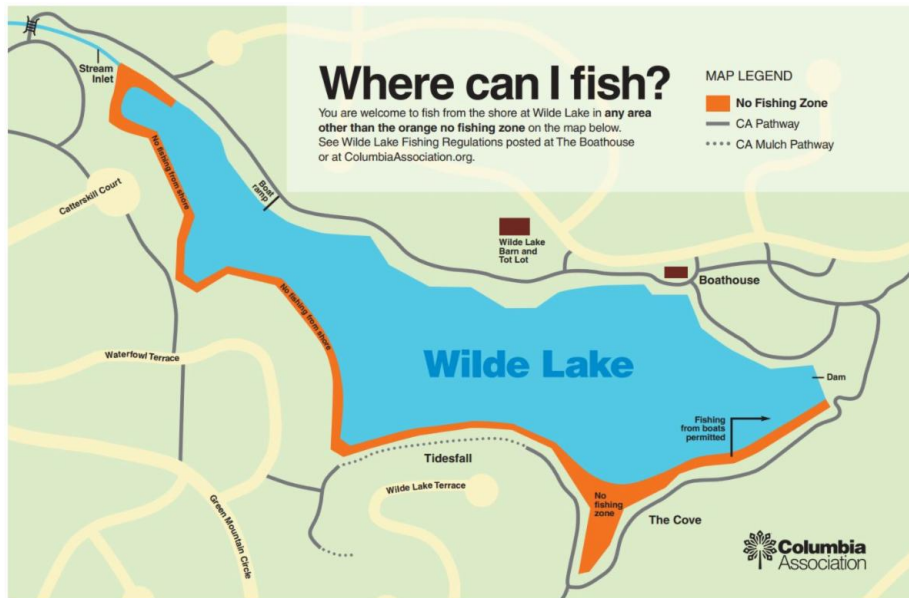 Where can I fish?
You are welcome to fish from the shore at Wilde Lake in any area
other than the orange no fishing zone on the map below.
See Wilde Lake Fishing Regulations posted at The Boathouse
or at ColumbiaAssociation.org.
MAP LEGEND
No Fishing Zone
CA Pathway
CA Mulch Pathway
Stream
Inlet
No fishing from shore
Catterskill Court
Boat
ramp
Wilde Lake
Barn and
Tot Lot
Boathouse
No fishing from shore
Waterfowl Terrace
Wilde Lake
Dam
Fishing
from boats
permitted
Tidesfall
Wilde Lake Terrace
No
fishing
zone
The Cove
Green Mountain Circle
Columbia
Association